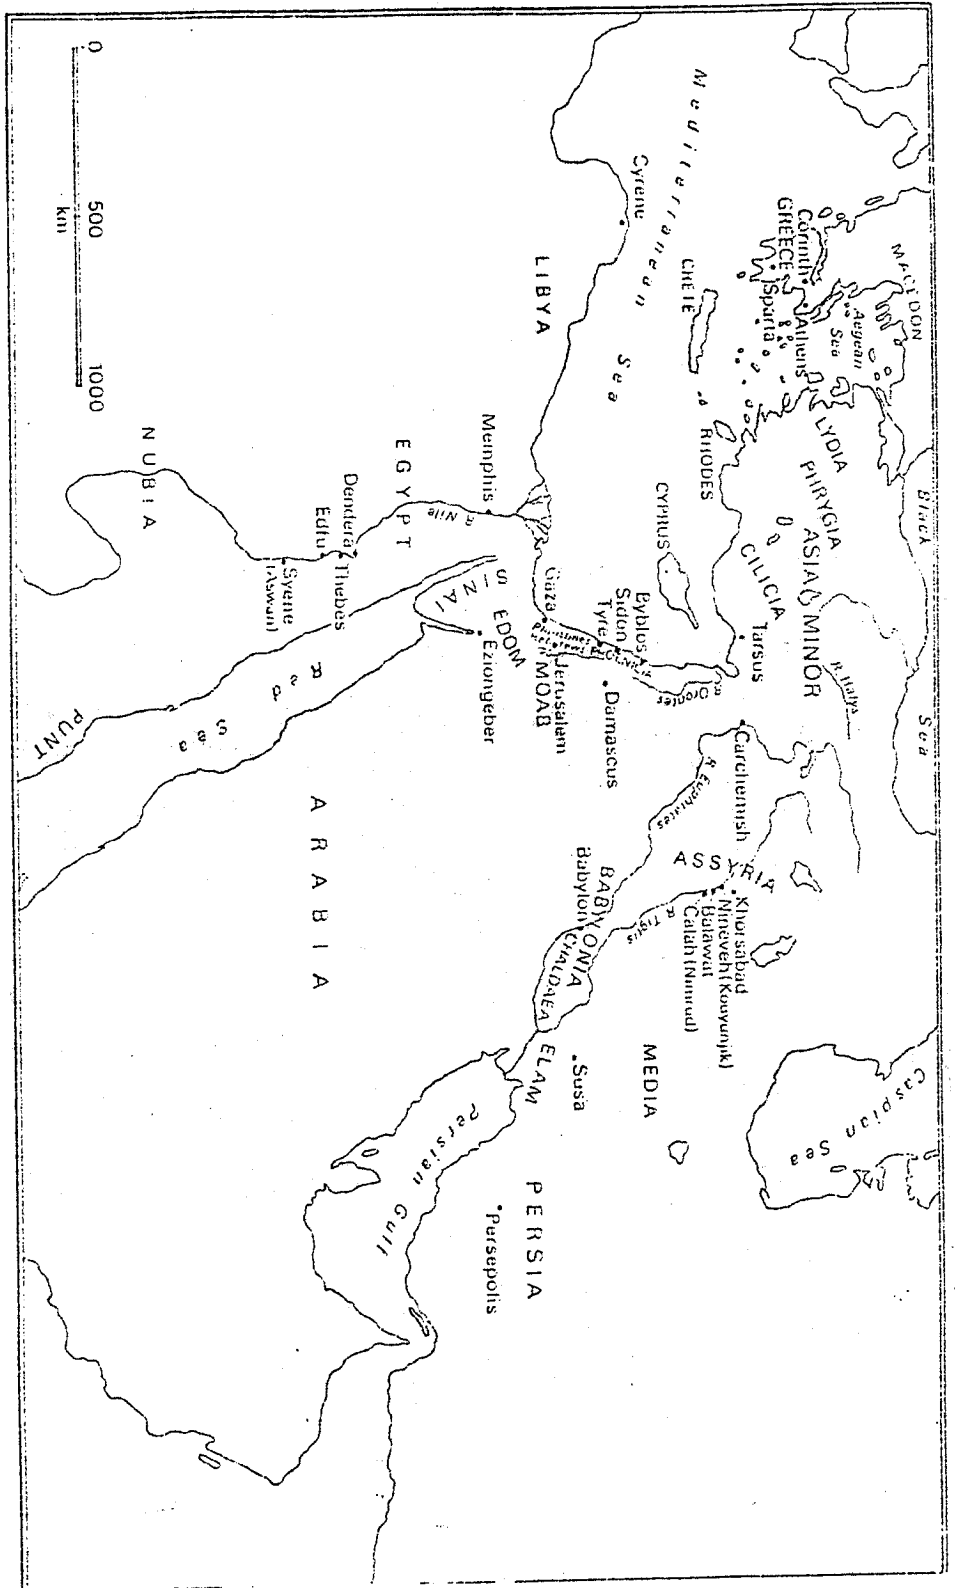 MACEDON
Black Sea
Caspian Sea
GREECE
Corinth
Athens
Sparta
Aegean
Sea
LYDIA
PHRYGIA
ASIA MINOR
R. Halys
CILICIA
Tarsus
Carchemish
ASSYRIA
Khorsabad
Nineveh (Kouyunjik)
Balawat
Calah (Nimrud)
MEDIA
Mediterranean Sea
CRETE
RHODES
CYPRUS
R. Orontes
R. Euphrates
R. Tigris
Cyrene
Byblos
Sidon
Tyre
Damascus
BABYLONIA
Babylon
CHALDAEA
Susa
ELAM
LIBYA
Gaza
Jerusalem
MOAB
EDOM
Eziongeber
SINAI
PERSIA
Persepolis
Persian Gulf
Memphis
R. Nile
EGYPT
Dendera
Thebes
Edfu
Syene
(Aswan)
Red Sea
ARABIA
NUBIA
PUNT
0 500 1000
km